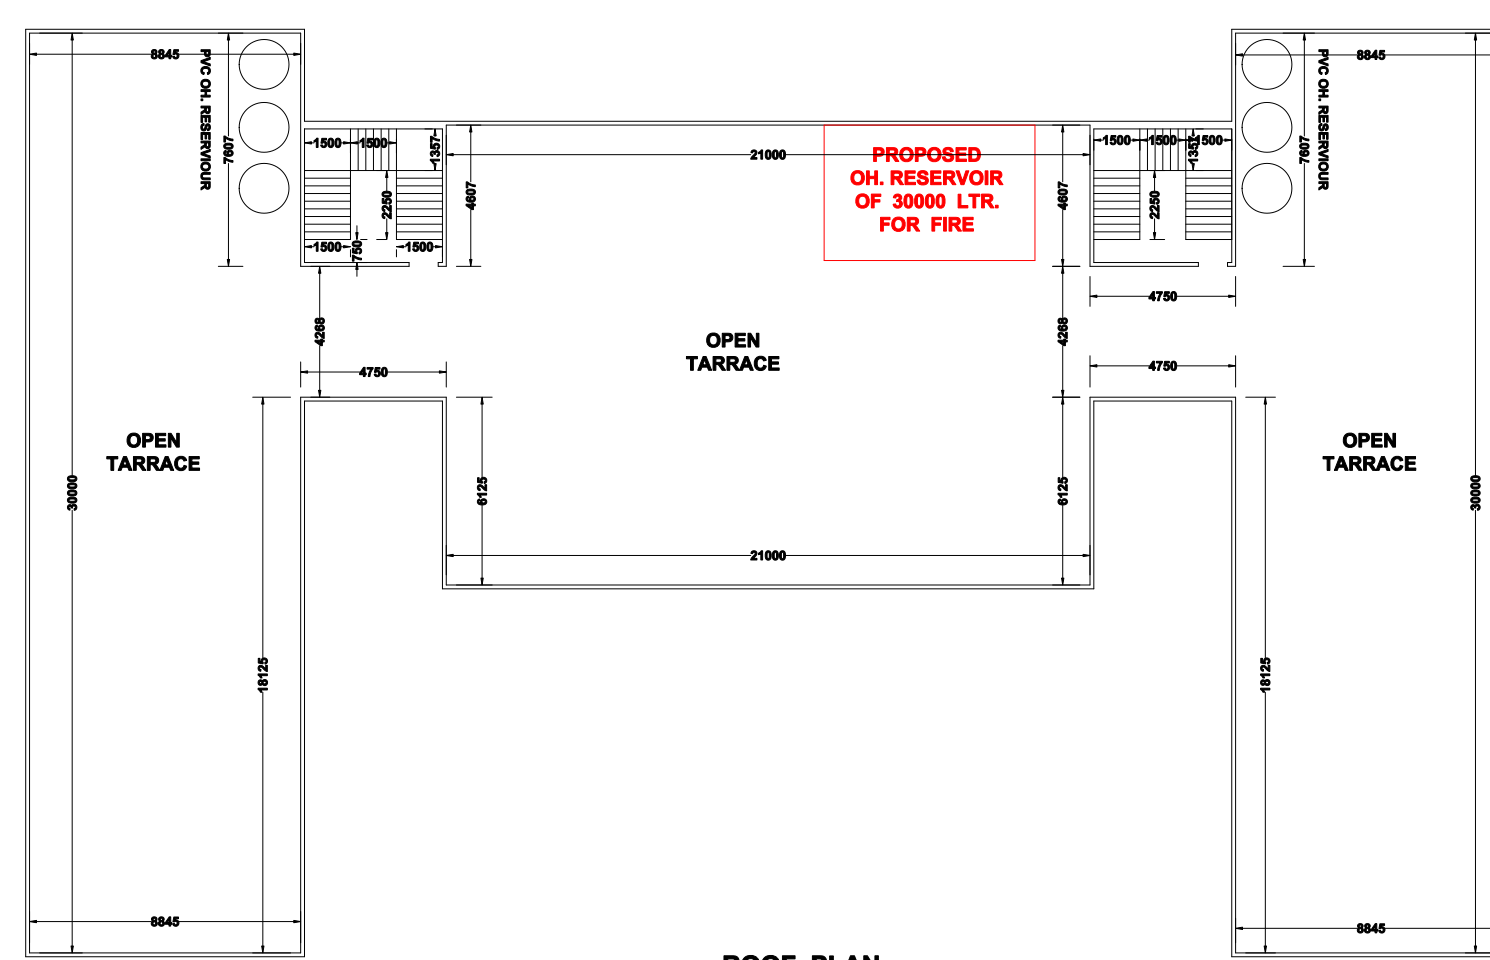 8845
8845
PVC OH. RESERVIOUR
PVC OH. RESERVIOUR
7607
1500
1500
1357
21000
PROPOSED
OH. RESERVOIR
OF 30000 LTR.
FOR FIRE
1500
1500
1357
7607
4607
4607
2250
2250
1500
750
1500
4750
4268
4268
OPEN
TARRACE
4750
4750
OPEN
TARRACE
OPEN
TARRACE
30000
6125
6125
30000
21000
18125
18125
8845
8845
ROOF PLAN